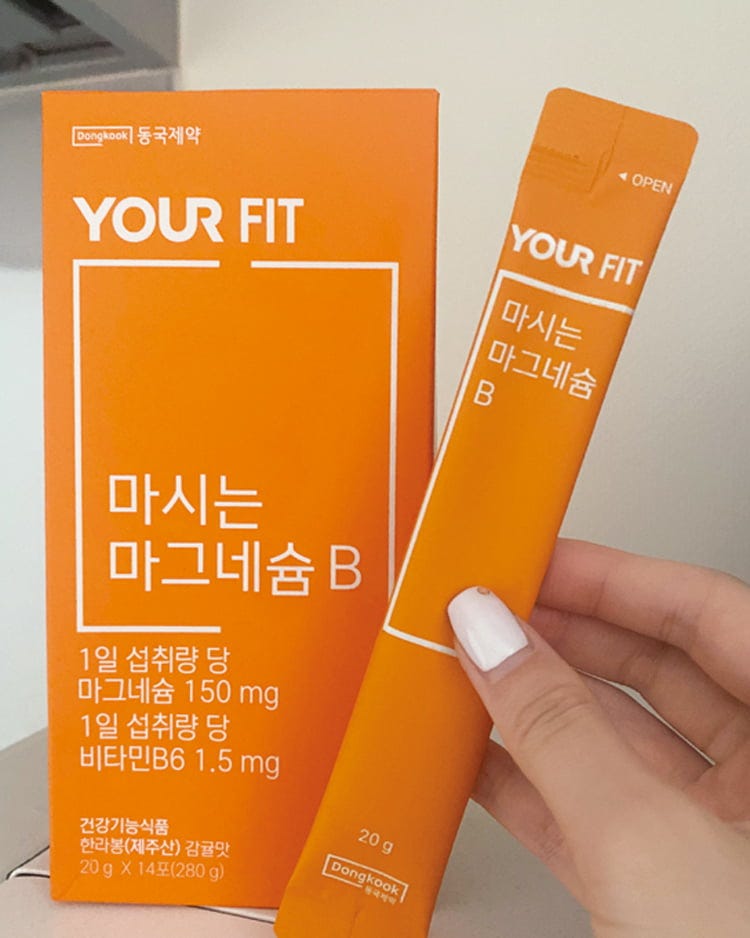 Dongkook 동국제약
YOUR FIT
마시는
마그네슘 B
1일 섭취량 당
마그네슘 150 mg
1일 섭취량 당
비타민B6 1.5 mg
건강기능식품
한라봉(제주산) 감귤맛
20 g X 14포(280 g)
◀ OPEN
YOUR FIT
마시는
마그네슘
B
20 g
Dongkook
동국제약